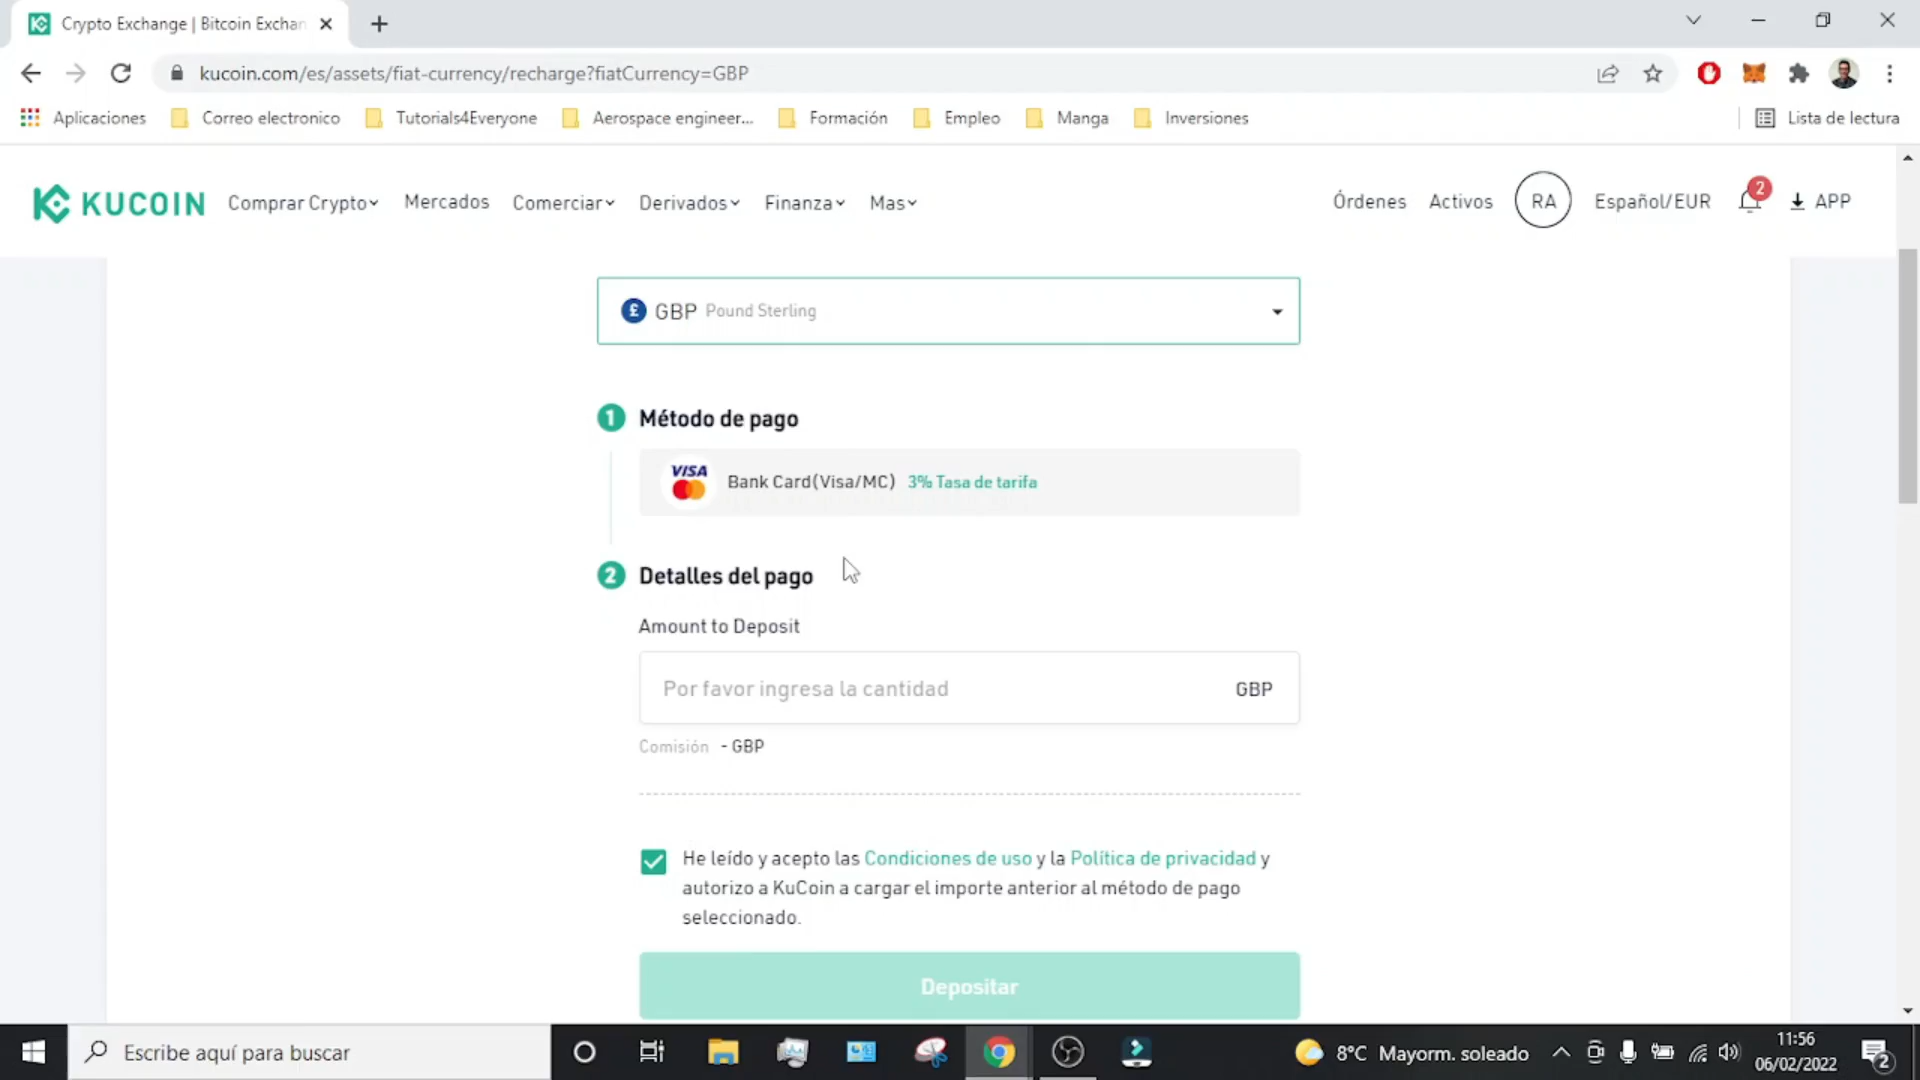 Crypto Exchange | Bitcoin Exchan
kucoin.com/es/assets/fiat-currency/recharge?fiatCurrency=GBP
Aplicaciones Correo electronico Tutorials4Everyone Aerospace engineer... Formación Empleo Manga Inversiones Lista de lectura
KUCOIN Comprar Crypto Mercados Comerciar Derivados Finanza Mas Órdenes Activos RA Español/EUR 2 APP
£ GBP Pound Sterling
1 Método de pago
VISA Bank Card(Visa/MC) 3% Tasa de tarifa
2 Detalles del pago
Amount to Deposit
Por favor ingresa la cantidad GBP
Comisión - GBP
He leído y acepto las Condiciones de uso y la Política de privacidad y
autorizo a KuCoin a cargar el importe anterior al método de pago
seleccionado.
Depositar
Escribe aquí para buscar 8°C Mayorm. soleado 11:56
06/02/2022 2